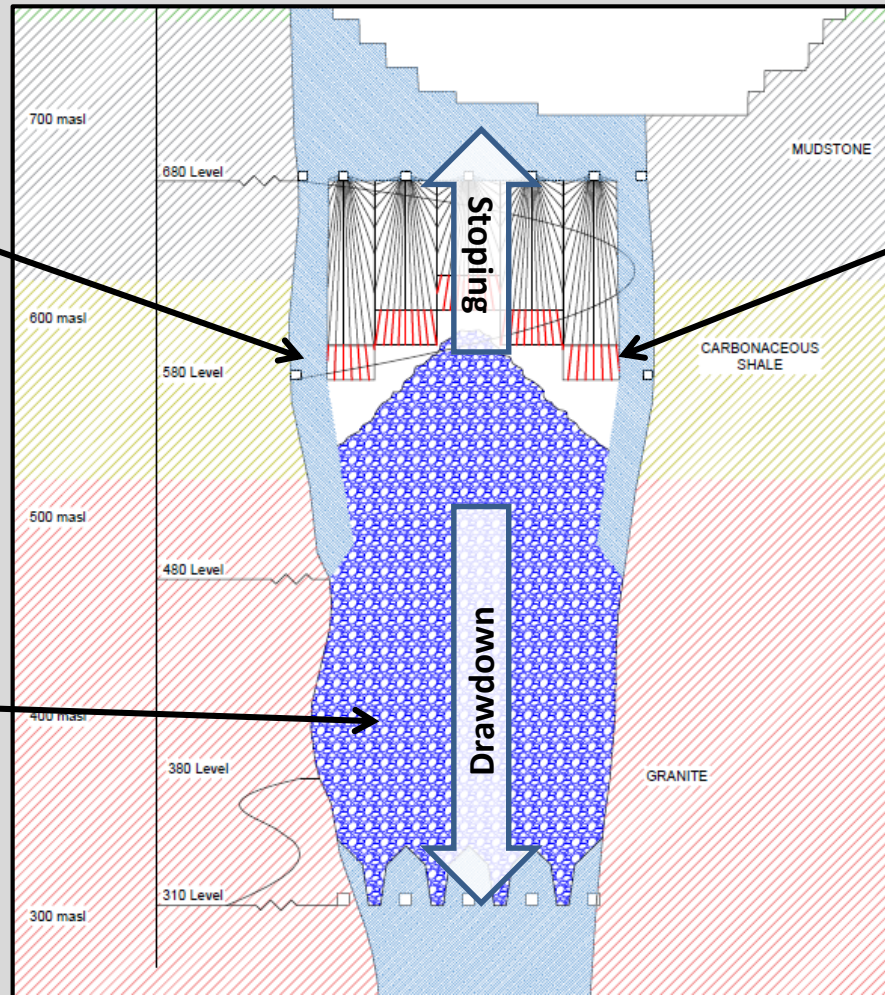 700 masl
MUDSTONE
680 Level
Stoping
600 masl
CARBONACEOUS
SHALE
580 Level
500 masl
480 Level
Drawdown
400 masl
380 Level
GRANITE
310 Level
300 masl